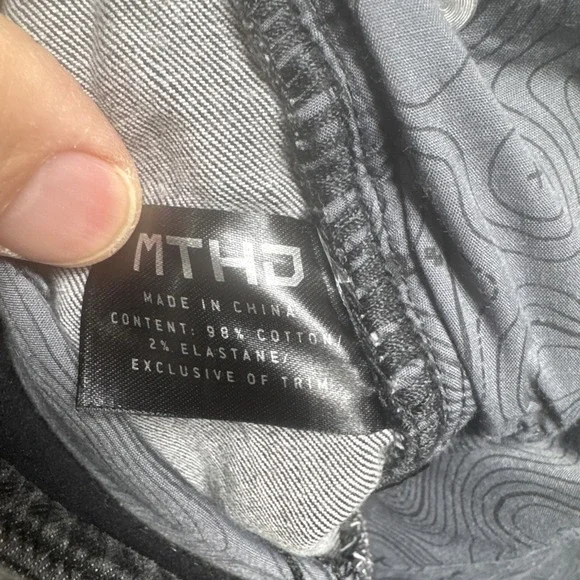 MTHD
MADE IN CHINA
CONTENT: 98% COTTON/
2% ELASTANE/
EXCLUSIVE OF TRIM